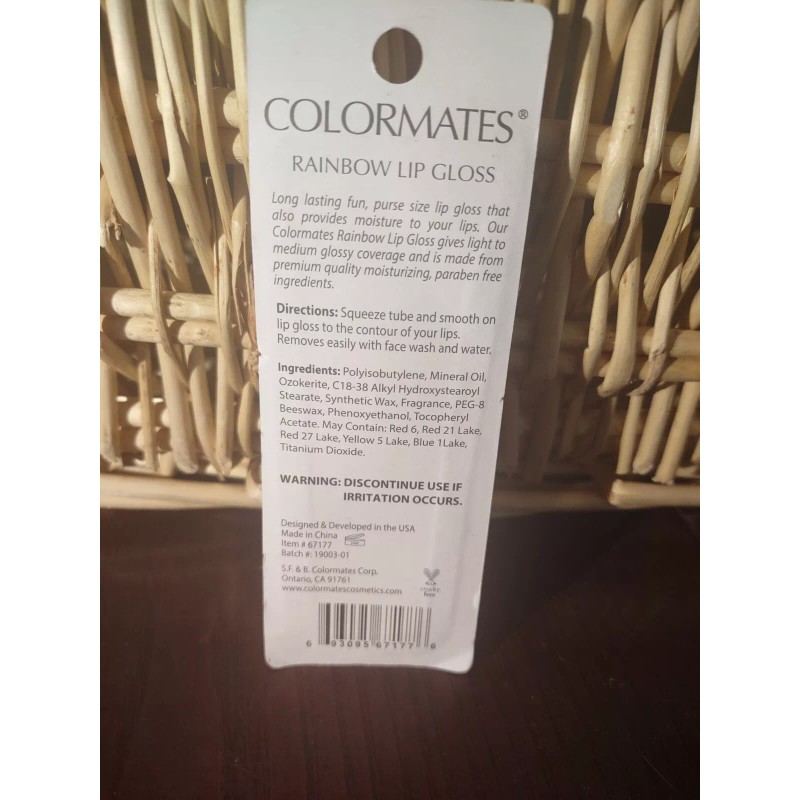 COLORMATES®
RAINBOW LIP GLOSS
Long lasting fun, purse size lip gloss that
also provides moisture to your lips. Our
Colormates Rainbow Lip Gloss gives light to
medium glossy coverage and is made from
premium quality moisturizing, paraben free
ingredients.
Directions: Squeeze tube and smooth on
lip gloss to the contour of your lips.
Removes easily with face wash and water.
Ingredients: Polyisobutylene, Mineral Oil,
Ozokerite, C18-38 Alkyl Hydroxystearoyl
Stearate, Synthetic Wax, Fragrance, PEG-8
Beeswax, Phenoxyethanol, Tocopheryl
Acetate. May Contain: Red 6, Red 21 Lake,
Red 27 Lake, Yellow 5 Lake, Blue 1Lake,
Titanium Dioxide.
WARNING: DISCONTINUE USE IF
IRRITATION OCCURS.
Designed & Developed in the USA
Made in China
Item # 67177
Batch #: 19003-01
S.F. & B. Colormates Corp.
Ontario, CA 91761
www.colormatescosmetics.com
cruelty
free
6 93095 67177 6